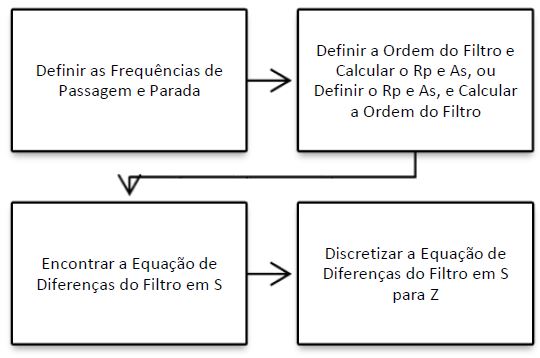 Definir as Frequências de
Passagem e Parada
Definir a Ordem do Filtro e
Calcular o Rp e As, ou
Definir o Rp e As, e Calcular
a Ordem do Filtro
Encontrar a Equação de
Diferenças do Filtro em S
Discretizar a Equação de
Diferenças do Filtro em S
para Z